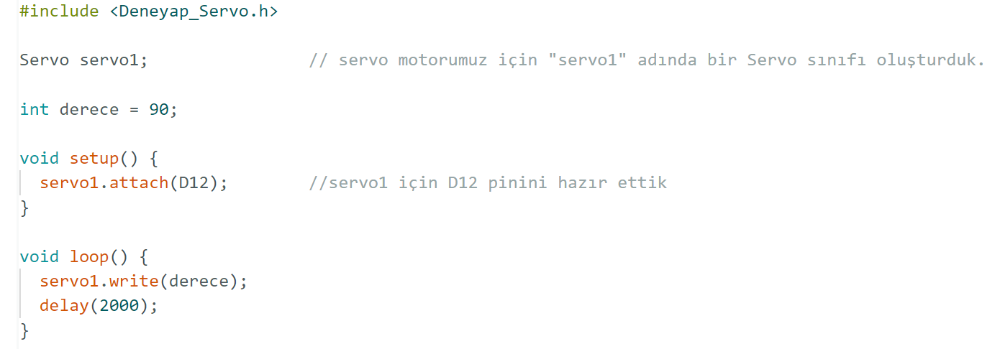 #include <Deneyap_Servo.h>
Servo servo1; // servo motorumuz için "servo1" adında bir Servo sınıfı oluşturduk.
int derece = 90;
void setup() {
servo1.attach(D12); //servo1 için D12 pinini hazır ettik
}
void loop() {
servo1.write(derece);
delay(2000);
}